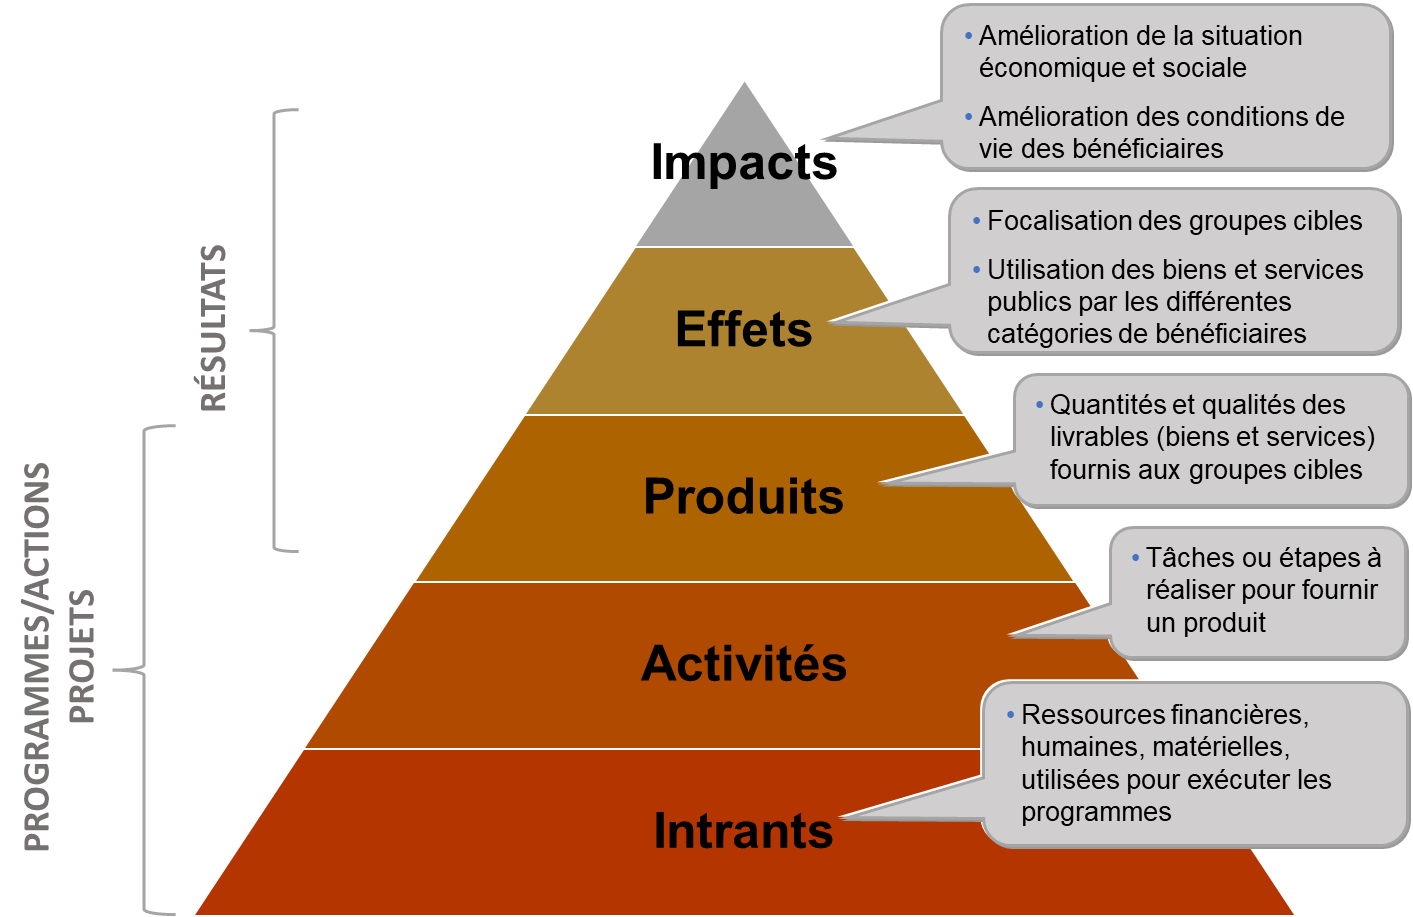 • Amélioration de la situation
économique et sociale
• Amélioration des conditions de
vie des bénéficiaires
Impacts
• Focalisation des groupes cibles
• Utilisation des biens et services
publics par les différentes
catégories de bénéficiaires
Effets
RÉSULTATS
• Quantités et qualités des
livrables (biens et services)
fournis aux groupes cibles
Produits
• Tâches ou étapes à
réaliser pour fournir
un produit
Activités
PROGRAMMES/ACTIONS
PROJETS
• Ressources financières,
humaines, matérielles,
utilisées pour exécuter les
programmes
Intrants